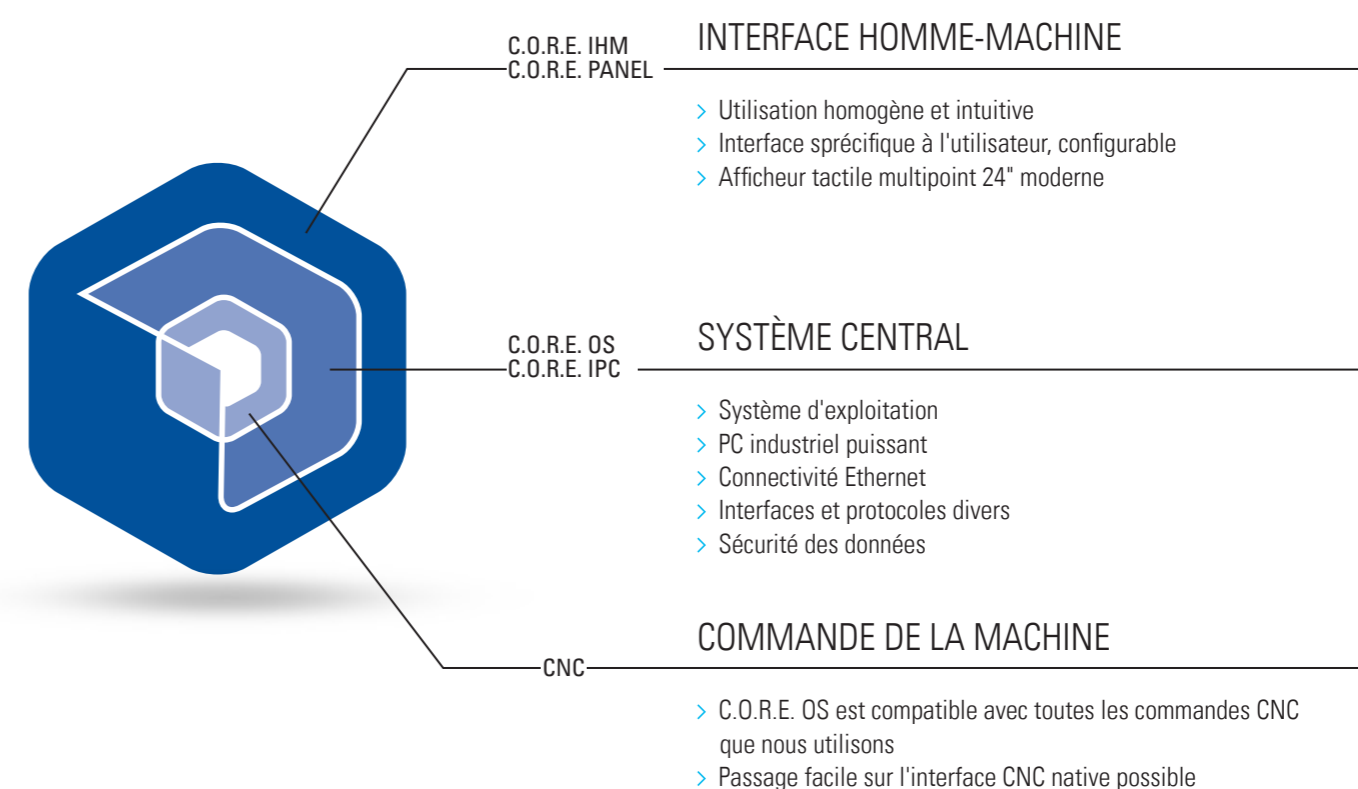 C.O.R.E. IHM
C.O.R.E. PANEL
INTERFACE HOMME-MACHINE
> Utilisation homogène et intuitive
> Interface sprécifique à l'utilisateur, configurable
> Afficheur tactile multipoint 24" moderne
C.O.R.E. OS
C.O.R.E. IPC
SYSTÈME CENTRAL
> Système d'exploitation
> PC industriel puissant
> Connectivité Ethernet
> Interfaces et protocoles divers
> Sécurité des données
CNC
COMMANDE DE LA MACHINE
> C.O.R.E. OS est compatible avec toutes les commandes CNC
que nous utilisons
> Passage facile sur l'interface CNC native possible